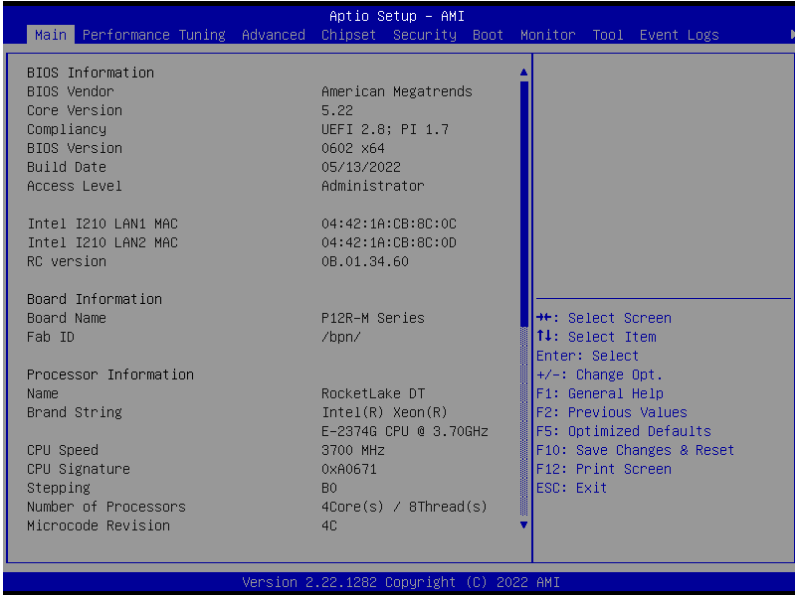 Aptio Setup - AMI
Main Performance Tuning Advanced Chipset Security Boot Monitor Tool Event Logs
BIOS Information
BIOS Vendor American Megatrends
Core Version 5.22
Compliancy UEFI 2.8; PI 1.7
BIOS Version 0602 x64
Build Date 05/13/2022
Access Level Administrator
Intel I210 LAN1 MAC 04:42:1A:CB:8C:0C
Intel I210 LAN2 MAC 04:42:1A:CB:8C:0D
RC version 0B.01.34.60
Board Information
Board Name P12R-M Series
Fab ID /bpn/
Processor Information
Name RocketLake DT
Brand String Intel(R) Xeon(R)
E-2374G CPU @ 3.70GHz
CPU Speed 3700 MHz
CPU Signature 0xA0671
Stepping B0
Number of Processors 4Core(s) / 8Thread(s)
Microcode Revision 4C
→←: Select Screen
↑↓: Select Item
Enter: Select
+/-: Change Opt.
F1: General Help
F2: Previous Values
F5: Optimized Defaults
F10: Save Changes & Reset
F12: Print Screen
ESC: Exit
Version 2.22.1282 Copyright (C) 2022 AMI